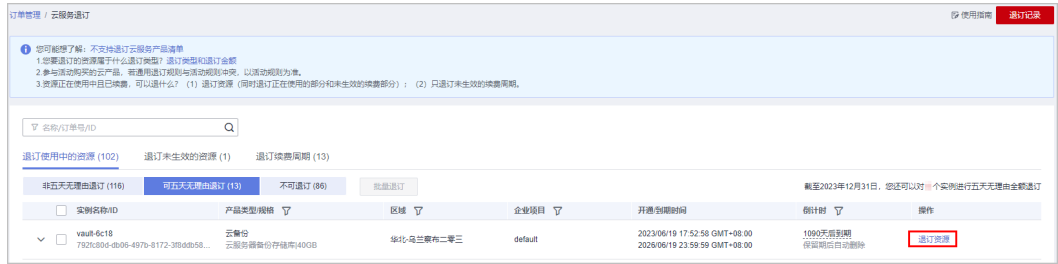 订单管理 / 云服务退订
使用指南
退订记录
您可能想了解：不支持退订云服务产品清单
1.您要退订的资源属于什么退订类型？退订类型和退订金额
2.参与活动购买的云产品，若通用退订规则与活动规则冲突，以活动规则为准。
3.资源正在使用中且已续费，可以退什么？（1）退订资源（同时退订正在使用的部分和未生效的续费部分）；（2）只退订未生效的续费周期。
名称/订单号/ID
退订使用中的资源 (102) 退订未生效的资源 (1) 退订续费周期 (13)
非五天无理由退订 (116) 可五天无理由退订 (13) 不可退订 (86) 批量退订 截至2023年12月31日，您还可以对 个实例进行五天无理由全额退订
实例名称/ID 产品类型/规格 区域 企业项目 开通/到期时间 倒计时 操作
vault-6c18 云备份 华北-乌兰察布二零三 default 2023/06/19 17:52:58 GMT+08:00 1090天后到期 退订资源
792fc80d-db06-497b-8172-3f8ddb58... 云服务器备份存储库|40GB 2026/06/19 23:59:59 GMT+08:00 保留期后自动删除